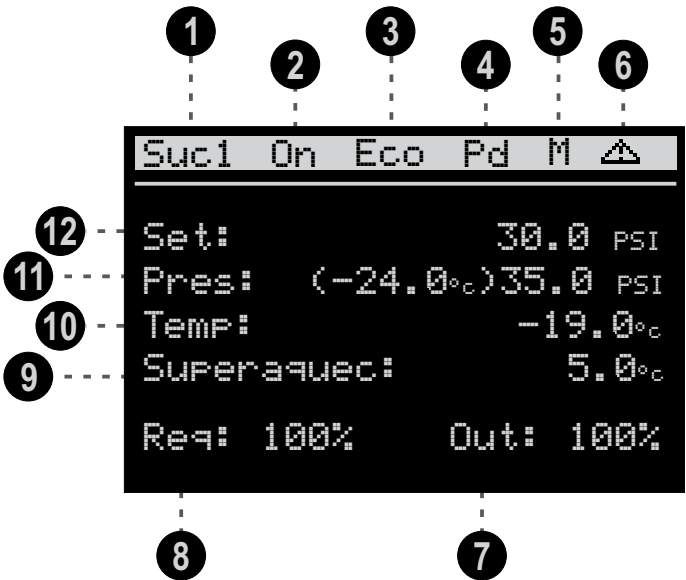 1 3 5
2 4 6
Suc1 On Eco Pd M
12 Set: 30.0 PSI
11 Pres: (-24.0°c)35.0 PSI
10 Temp: -19.0°c
9 Superaquec: 5.0°c
Req: 100% Out: 100%
8 7